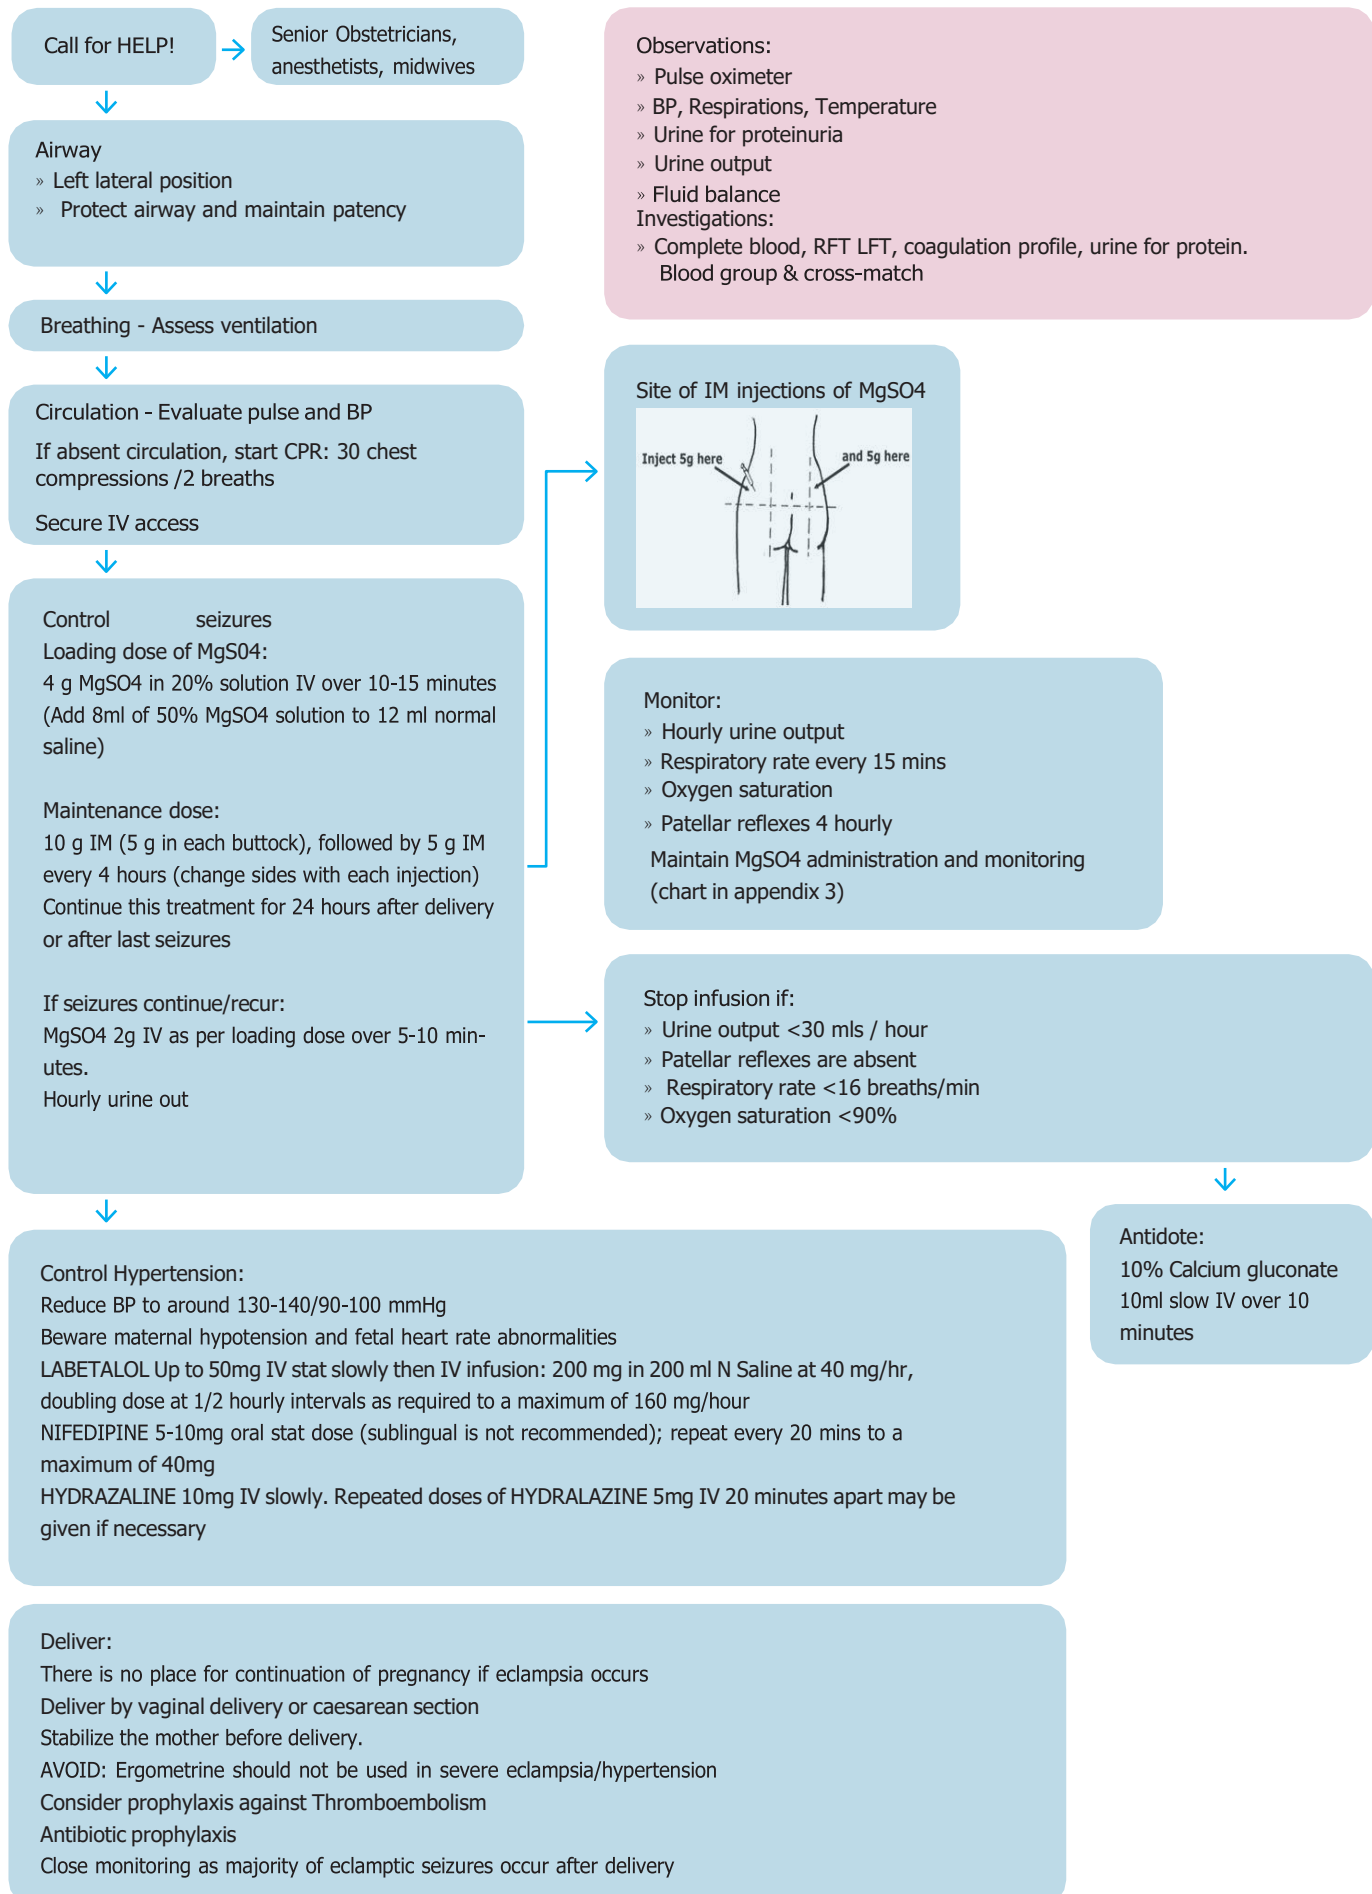 Call for HELP!
Senior Obstetricians,
anesthetists, midwives
Airway
» Left lateral position
» Protect airway and maintain patency
Breathing - Assess ventilation
Circulation - Evaluate pulse and BP
If absent circulation, start CPR: 30 chest
compressions /2 breaths
Secure IV access
Control seizures
Loading dose of MgS04:
4 g MgSO4 in 20% solution IV over 10-15 minutes
(Add 8ml of 50% MgSO4 solution to 12 ml normal
saline)
Maintenance dose:
10 g IM (5 g in each buttock), followed by 5 g IM
every 4 hours (change sides with each injection)
Continue this treatment for 24 hours after delivery
or after last seizures
If seizures continue/recur:
MgSO4 2g IV as per loading dose over 5-10 min-
utes.
Hourly urine out
Observations:
» Pulse oximeter
» BP, Respirations, Temperature
» Urine for proteinuria
» Urine output
» Fluid balance
Investigations:
» Complete blood, RFT LFT, coagulation profile, urine for protein.
Blood group & cross-match
Site of IM injections of MgSO4
Inject 5g here
and 5g here
Monitor:
» Hourly urine output
» Respiratory rate every 15 mins
» Oxygen saturation
» Patellar reflexes 4 hourly
Maintain MgSO4 administration and monitoring
(chart in appendix 3)
Stop infusion if:
» Urine output <30 mls / hour
» Patellar reflexes are absent
» Respiratory rate <16 breaths/min
» Oxygen saturation <90%
Antidote:
10% Calcium gluconate
10ml slow IV over 10
minutes
Control Hypertension:
Reduce BP to around 130-140/90-100 mmHg
Beware maternal hypotension and fetal heart rate abnormalities
LABETALOL Up to 50mg IV stat slowly then IV infusion: 200 mg in 200 ml N Saline at 40 mg/hr,
doubling dose at 1/2 hourly intervals as required to a maximum of 160 mg/hour
NIFEDIPINE 5-10mg oral stat dose (sublingual is not recommended); repeat every 20 mins to a
maximum of 40mg
HYDRAZALINE 10mg IV slowly. Repeated doses of HYDRALAZINE 5mg IV 20 minutes apart may be
given if necessary
Deliver:
There is no place for continuation of pregnancy if eclampsia occurs
Deliver by vaginal delivery or caesarean section
Stabilize the mother before delivery.
AVOID: Ergometrine should not be used in severe eclampsia/hypertension
Consider prophylaxis against Thromboembolism
Antibiotic prophylaxis
Close monitoring as majority of eclamptic seizures occur after delivery